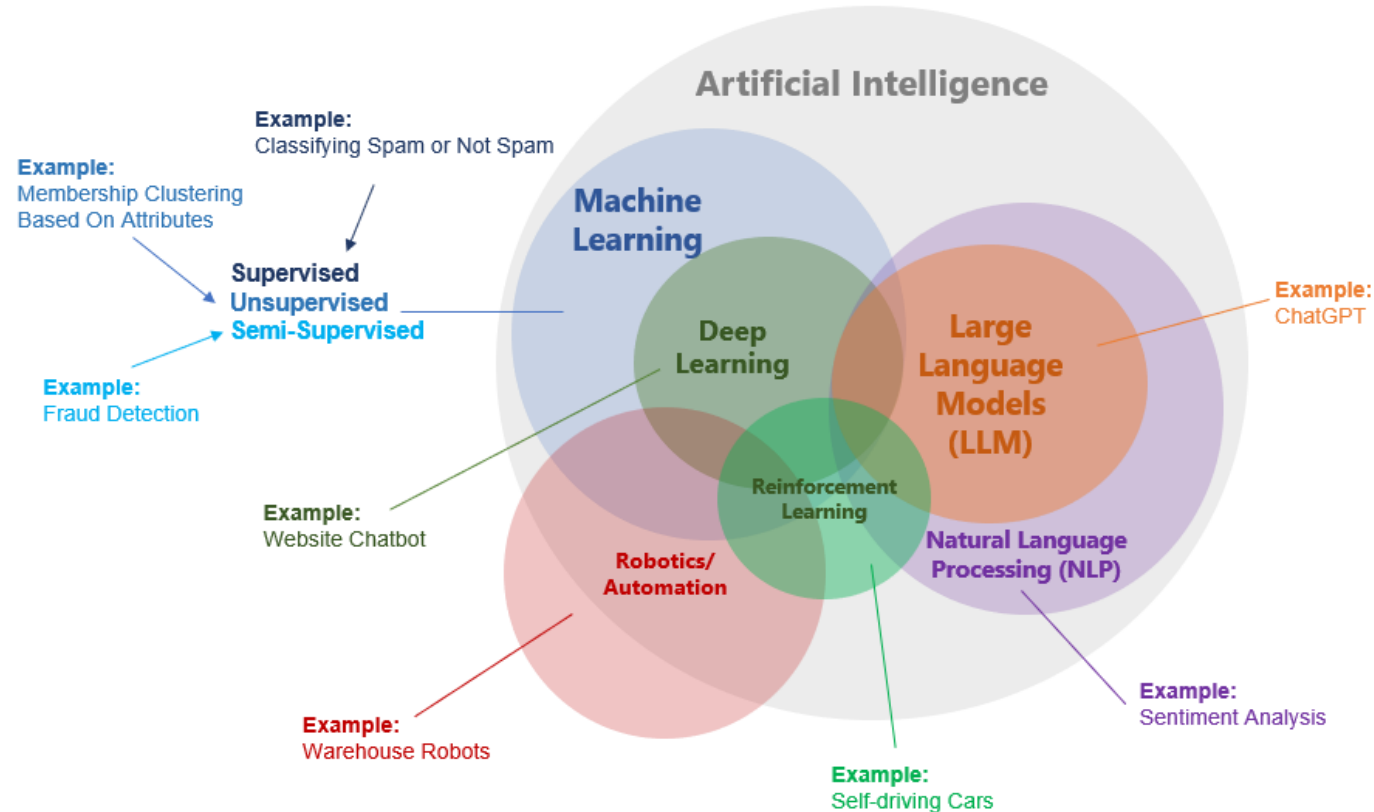 Artificial Intelligence
Example:
Classifying Spam or Not Spam
Example:
Membership Clustering
Based On Attributes
Machine
Learning
Supervised
Unsupervised
Semi-Supervised
Example:
ChatGPT
Deep
Learning
Large
Language
Models
(LLM)
Example:
Fraud Detection
Reinforcement
Learning
Example:
Website Chatbot
Robotics/
Automation
Natural Language
Processing (NLP)
Example:
Sentiment Analysis
Example:
Warehouse Robots
Example:
Self-driving Cars